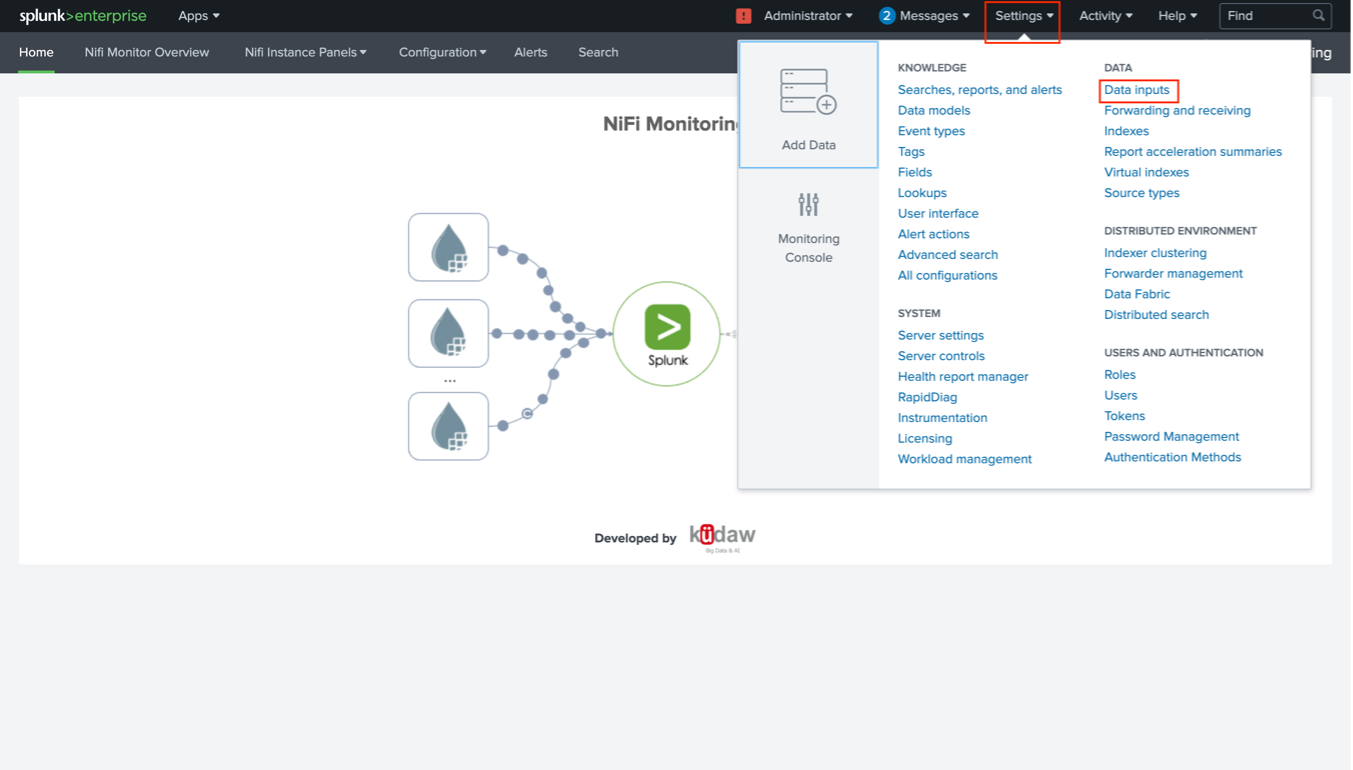 splunk>enterprise Apps Administrator 2 Messages Settings Activity Help Find
Home Nifi Monitor Overview Nifi Instance Panels Configuration Alerts Search
NiFi Monitoring
Splunk
...
Developed by küdaw
Big Data & AI
Add Data
Monitoring
Console
KNOWLEDGE
Searches, reports, and alerts
Data models
Event types
Tags
Fields
Lookups
User interface
Alert actions
Advanced search
All configurations
SYSTEM
Server settings
Server controls
Health report manager
RapidDiag
Instrumentation
Licensing
Workload management
DATA
Data inputs
Forwarding and receiving
Indexes
Report acceleration summaries
Virtual indexes
Source types
DISTRIBUTED ENVIRONMENT
Indexer clustering
Forwarder management
Data Fabric
Distributed search
USERS AND AUTHENTICATION
Roles
Users
Tokens
Password Management
Authentication Methods